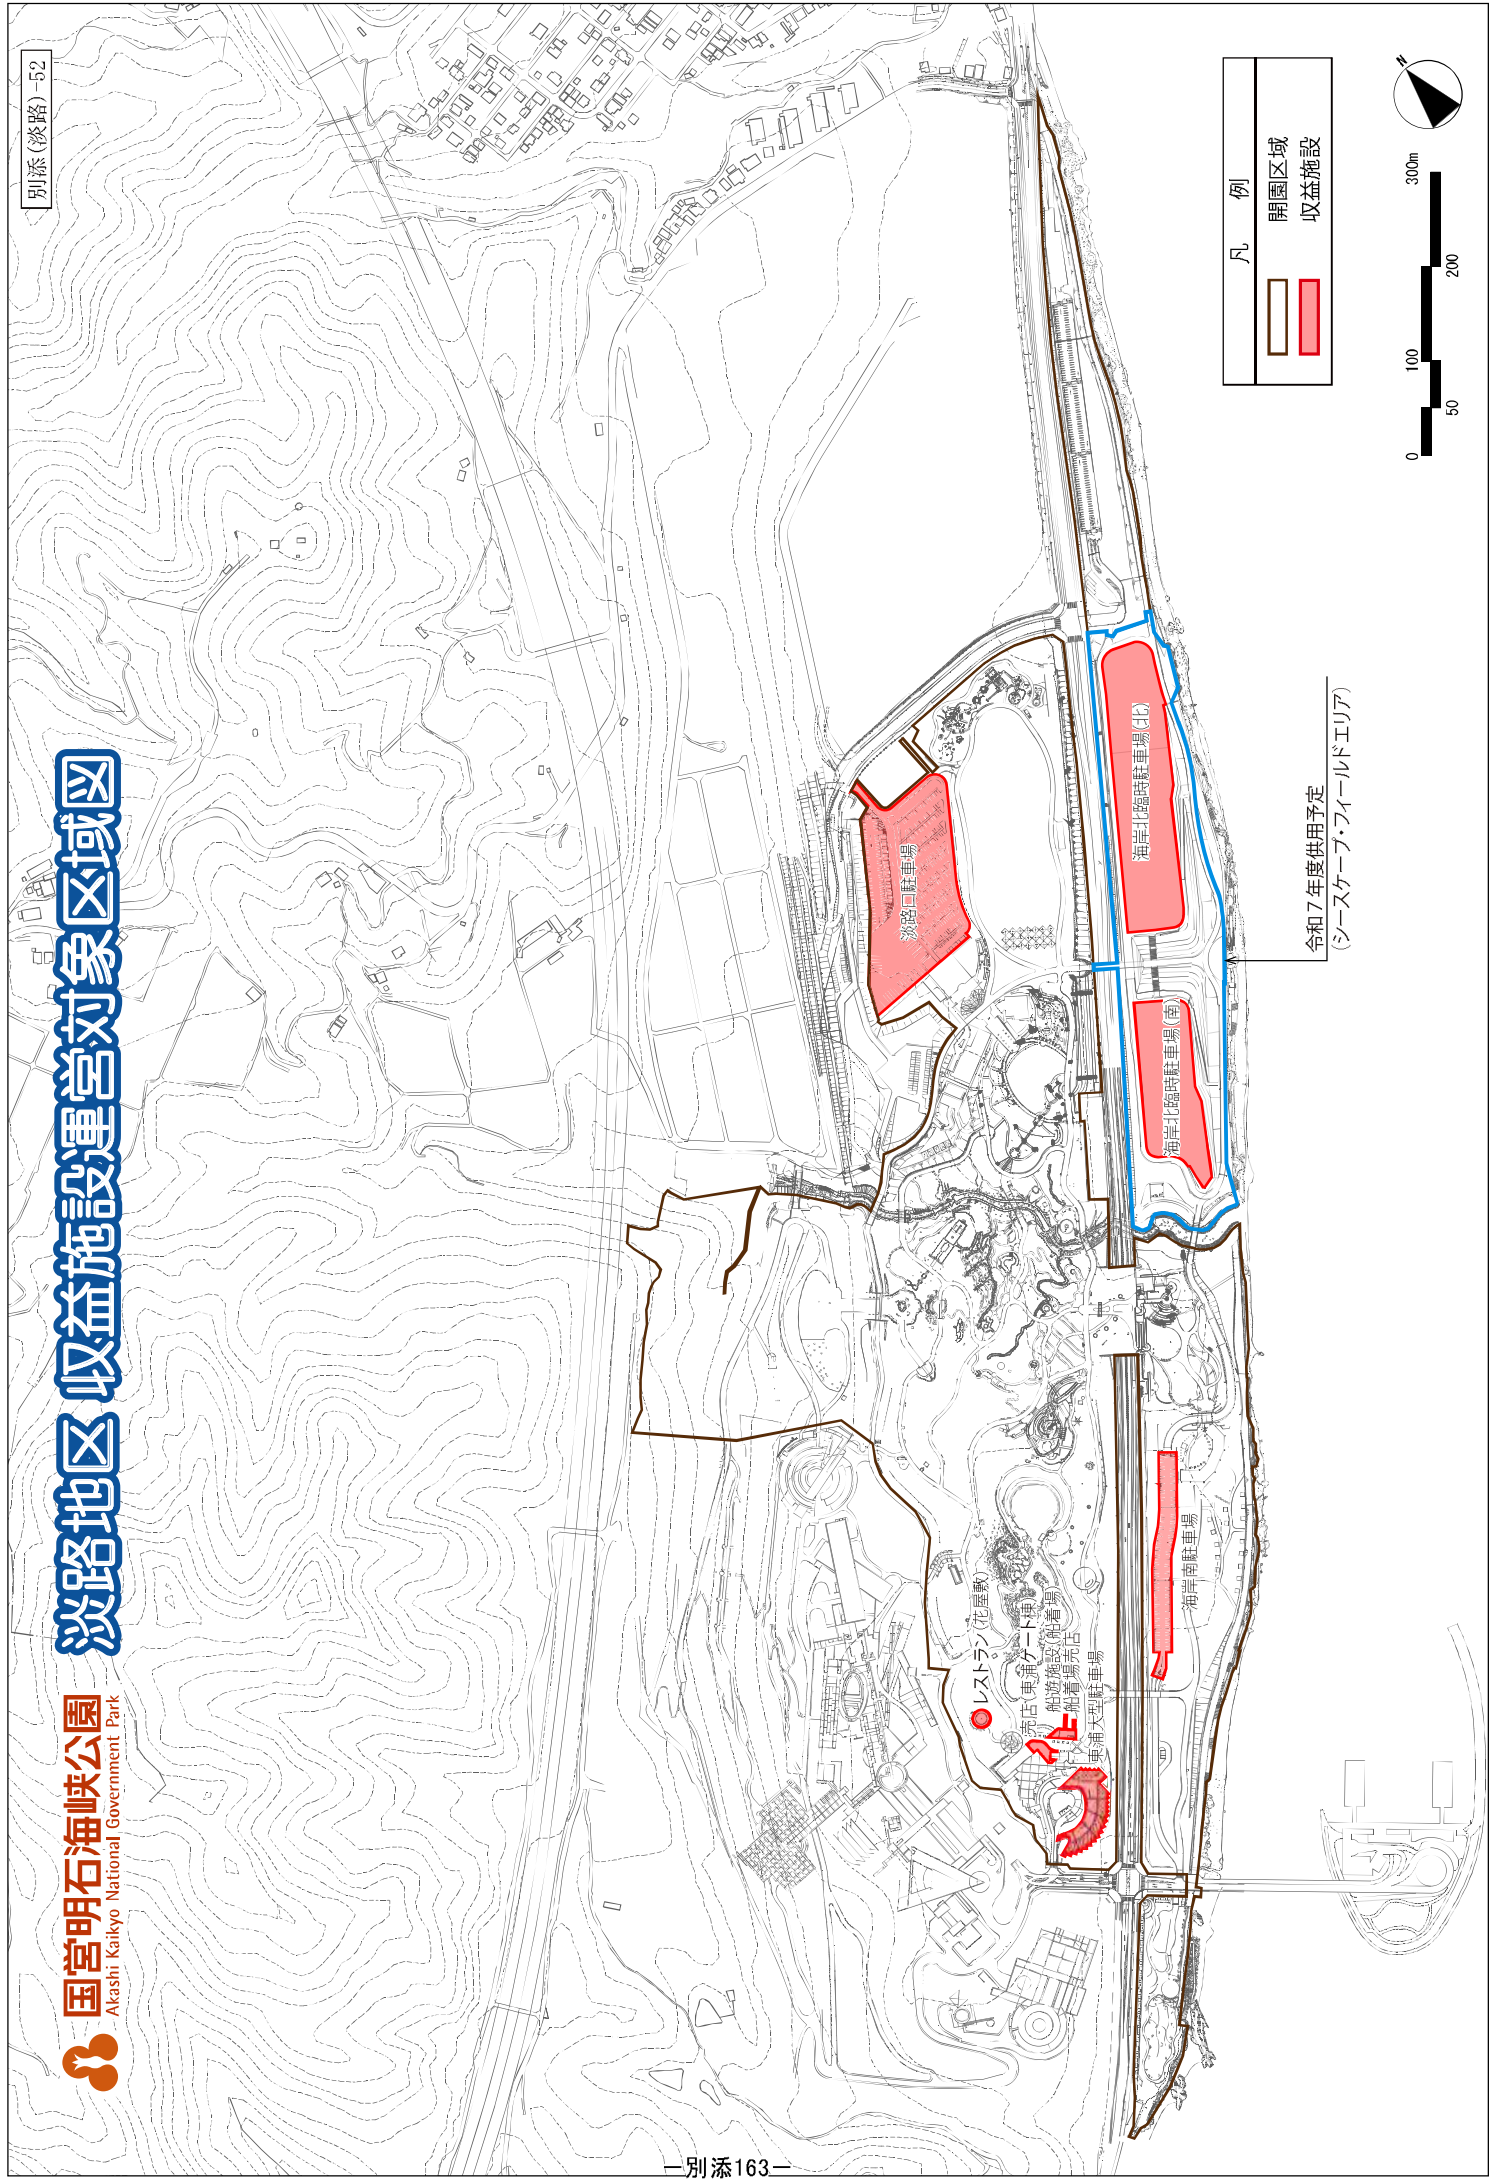 別添(淡路)-52
国営明石海峡公園
Akashi Kaikyo National Government Park
淡路地区 収益施設運営対象区域図
淡路口駐車場
レストラン(花屋敷)
売店(東浦ゲート棟)
船遊施設(船着場)
船着場売店
東浦大型駐車場
海岸南駐車場
海岸北臨時駐車場(南)
海岸北臨時駐車場(北)
令和7年度供用予定
(シースケープ・フィールドエリア)
凡 例
開園区域
収益施設
0 50 100 200 300m
N
－別添163－